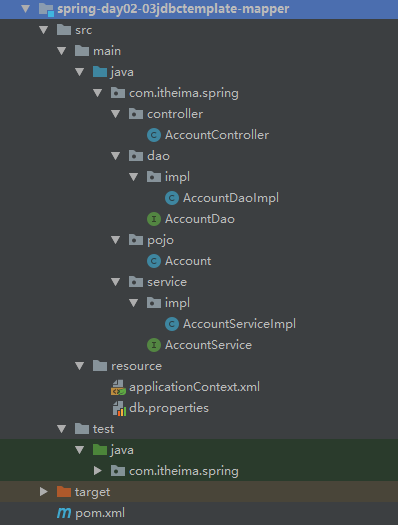 spring-day02-03jdbctemplate-mapper
src
main
java
com.itheima.spring
controller
AccountController
dao
impl
AccountDaoImpl
AccountDao
pojo
Account
service
impl
AccountServiceImpl
AccountService
resource
applicationContext.xml
db.properties
test
java
com.itheima.spring
target
pom.xml